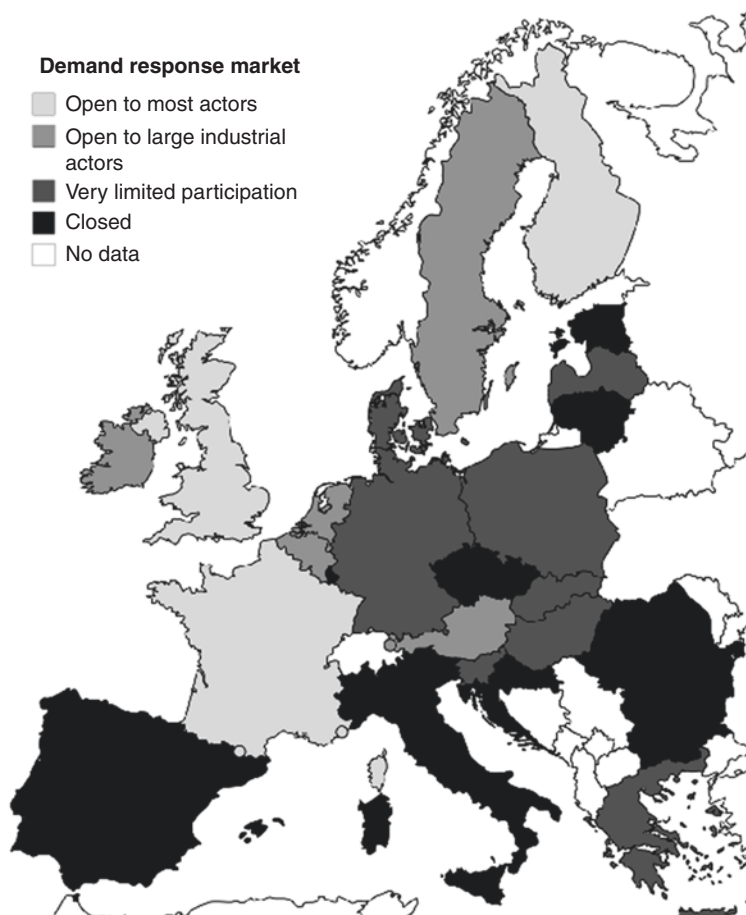 Demand response market
Open to most actors
Open to large industrial
actors
Very limited participation
Closed
No data